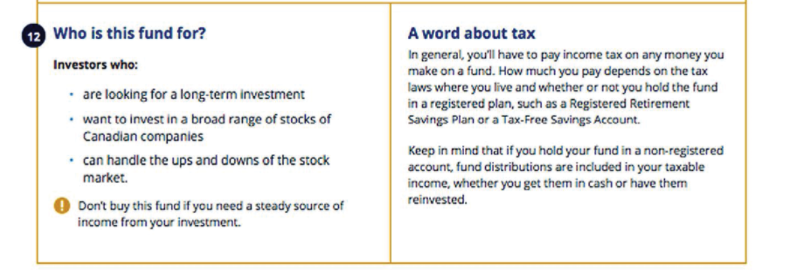 12
Who is this fund for?
Investors who:
• are looking for a long-term investment
• want to invest in a broad range of stocks of
Canadian companies
• can handle the ups and downs of the stock
market.
! Don't buy this fund if you need a steady source of
income from your investment.
A word about tax
In general, you'll have to pay income tax on any money you
make on a fund. How much you pay depends on the tax
laws where you live and whether or not you hold the fund
in a registered plan, such as a Registered Retirement
Savings Plan or a Tax-Free Savings Account.
Keep in mind that if you hold your fund in a non-registered
account, fund distributions are included in your taxable
income, whether you get them in cash or have them
reinvested.